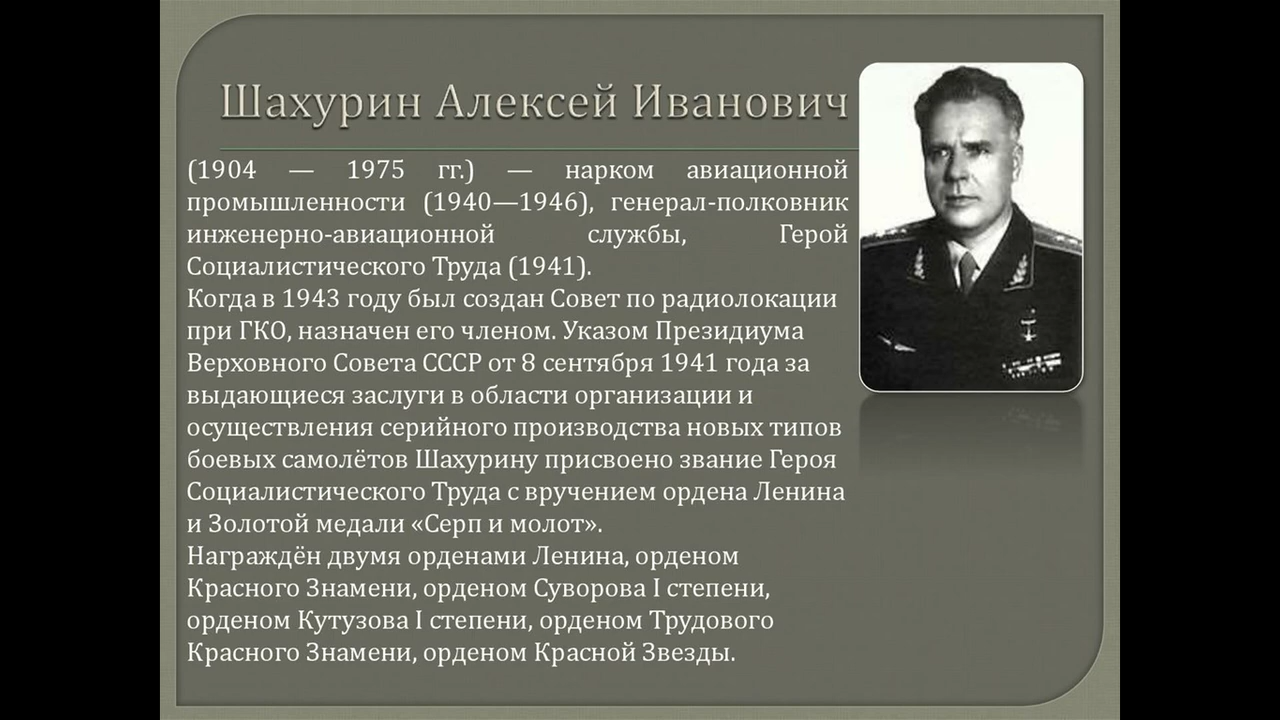 Шахурин Алексей Иванович
(1904 — 1975 гг.) — нарком авиационной
промышленности (1940—1946), генерал-полковник
инженерно-авиационной службы, Герой
Социалистического Труда (1941).
Когда в 1943 году был создан Совет по радиолокации
при ГКО, назначен его членом. Указом Президиума
Верховного Совета СССР от 8 сентября 1941 года за
выдающиеся заслуги в области организации и
осуществления серийного производства новых типов
боевых самолётов Шахурину присвоено звание Героя
Социалистического Труда с вручением ордена Ленина
и Золотой медали «Серп и молот».
Награждён двумя орденами Ленина, орденом
Красного Знамени, орденом Суворова I степени,
орденом Кутузова I степени, орденом Трудового
Красного Знамени, орденом Красной Звезды.